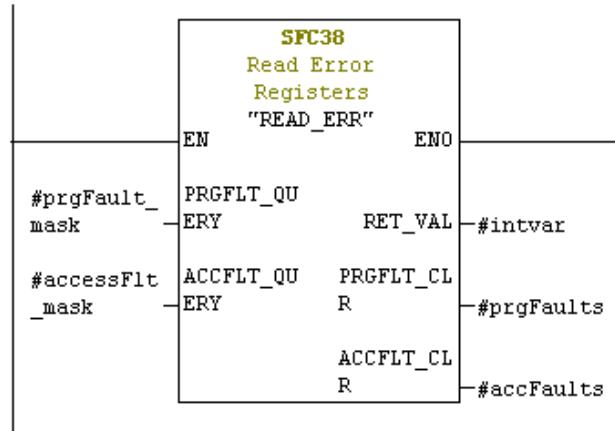 SFC38
Read Error
Registers
"READ_ERR"
EN ENO
#prgFault_ PRGFLT_QU
mask ERY RET_VAL #intvar
#accessFlt ACCFLT_QU PRGFLT_CL
_mask ERY R #prgFaults
ACCFLT_CL
R #accFaults